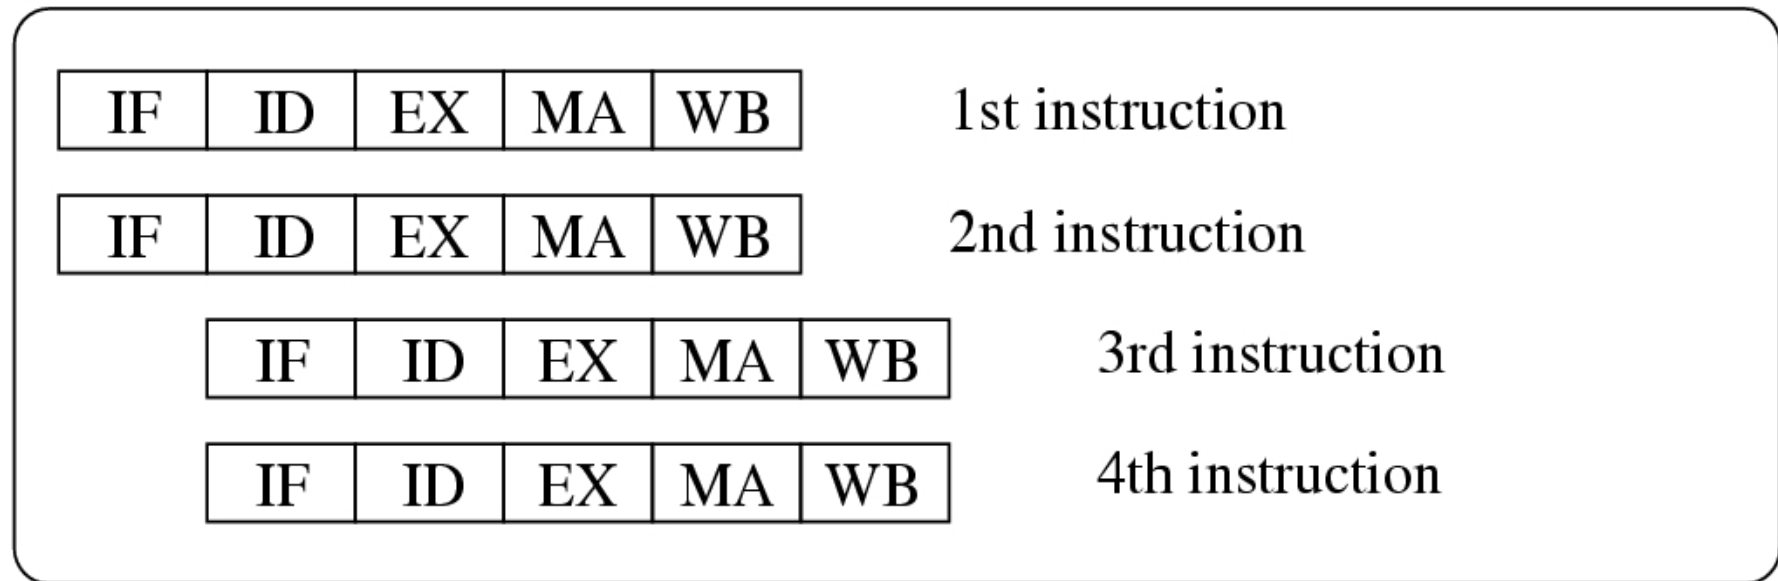 IF ID EX MA WB 1st instruction
IF ID EX MA WB 2nd instruction
IF ID EX MA WB 3rd instruction
IF ID EX MA WB 4th instruction